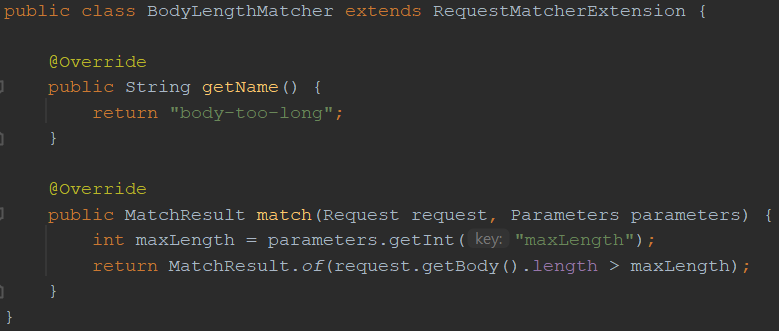 public class BodyLengthMatcher extends RequestMatcherExtension {
@Override
public String getName() {
return "body-too-long";
}
@Override
public MatchResult match(Request request, Parameters parameters) {
int maxLength = parameters.getInt( key: "maxLength");
return MatchResult.of(request.getBody().length > maxLength);
}
}